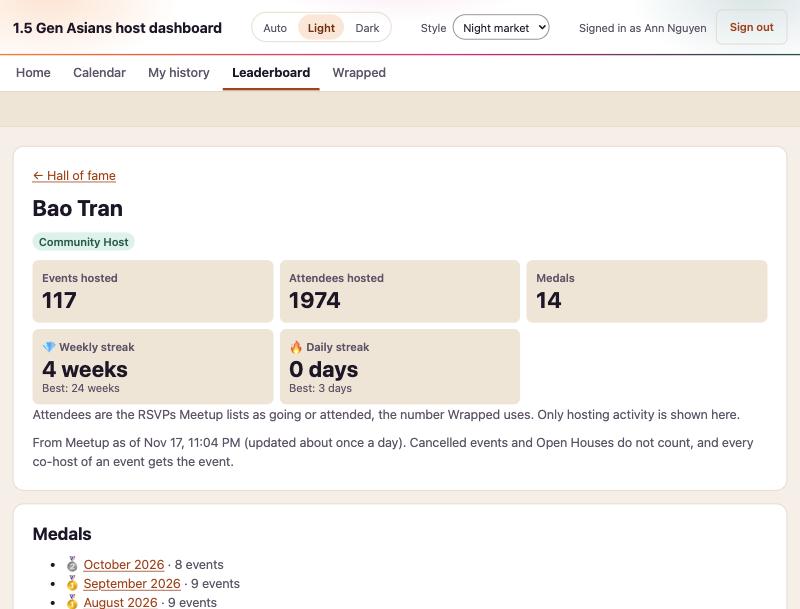 1.5 Gen Asians host dashboard
Auto Light Dark
Style Night market
Signed in as Ann Nguyen
Sign out
Home Calendar My history Leaderboard Wrapped
← Hall of fame
Bao Tran
Community Host
Events hosted
117
Attendees hosted
1974
Medals
14
💎 Weekly streak
4 weeks
Best: 24 weeks
🔥 Daily streak
0 days
Best: 3 days
Attendees are the RSVPs Meetup lists as going or attended, the number Wrapped uses. Only hosting activity is shown here.
From Meetup as of Nov 17, 11:04 PM (updated about once a day). Cancelled events and Open Houses do not count, and every
co-host of an event gets the event.
Medals
• 🥈 October 2026 · 8 events
• 🥇 September 2026 · 9 events
• 🥇 August 2026 · 9 events